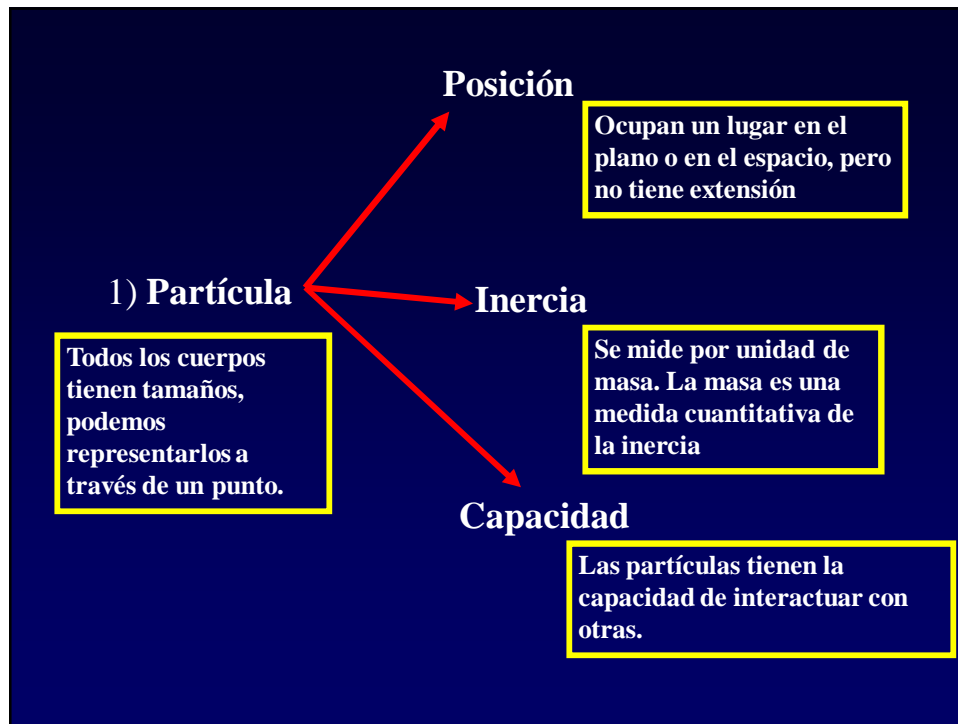 Posición
Ocupan un lugar en el
plano o en el espacio, pero
no tiene extensión
1) Partícula
Todos los cuerpos
tienen tamaños,
podemos
representarlos a
través de un punto.
Inercia
Se mide por unidad de
masa. La masa es una
medida cuantitativa de
la inercia
Capacidad
Las partículas tienen la
capacidad de interactuar con
otras.